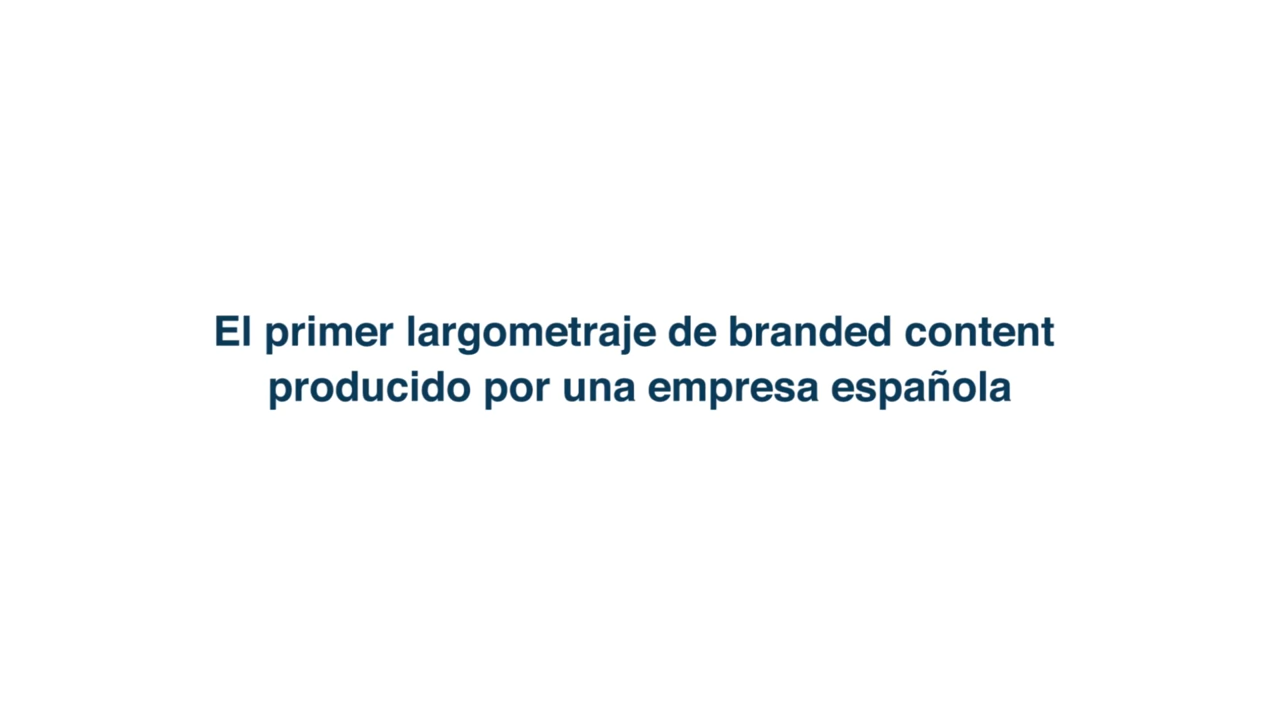 El primer largometraje de branded content
producido por una empresa española